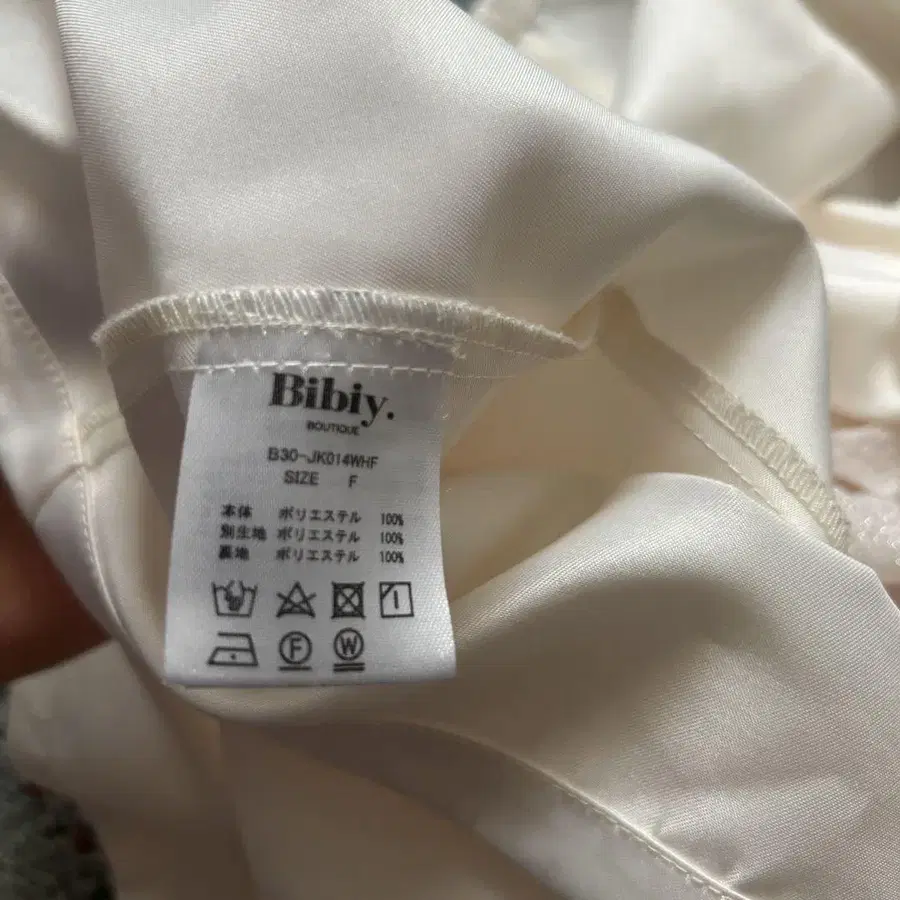 Bibiy.
BOUTIQUE
B30-JK014WHF
SIZE F
本体 ポリエステル 100%
別生地 ポリエステル 100%
裏地 ポリエステル 100%
F W